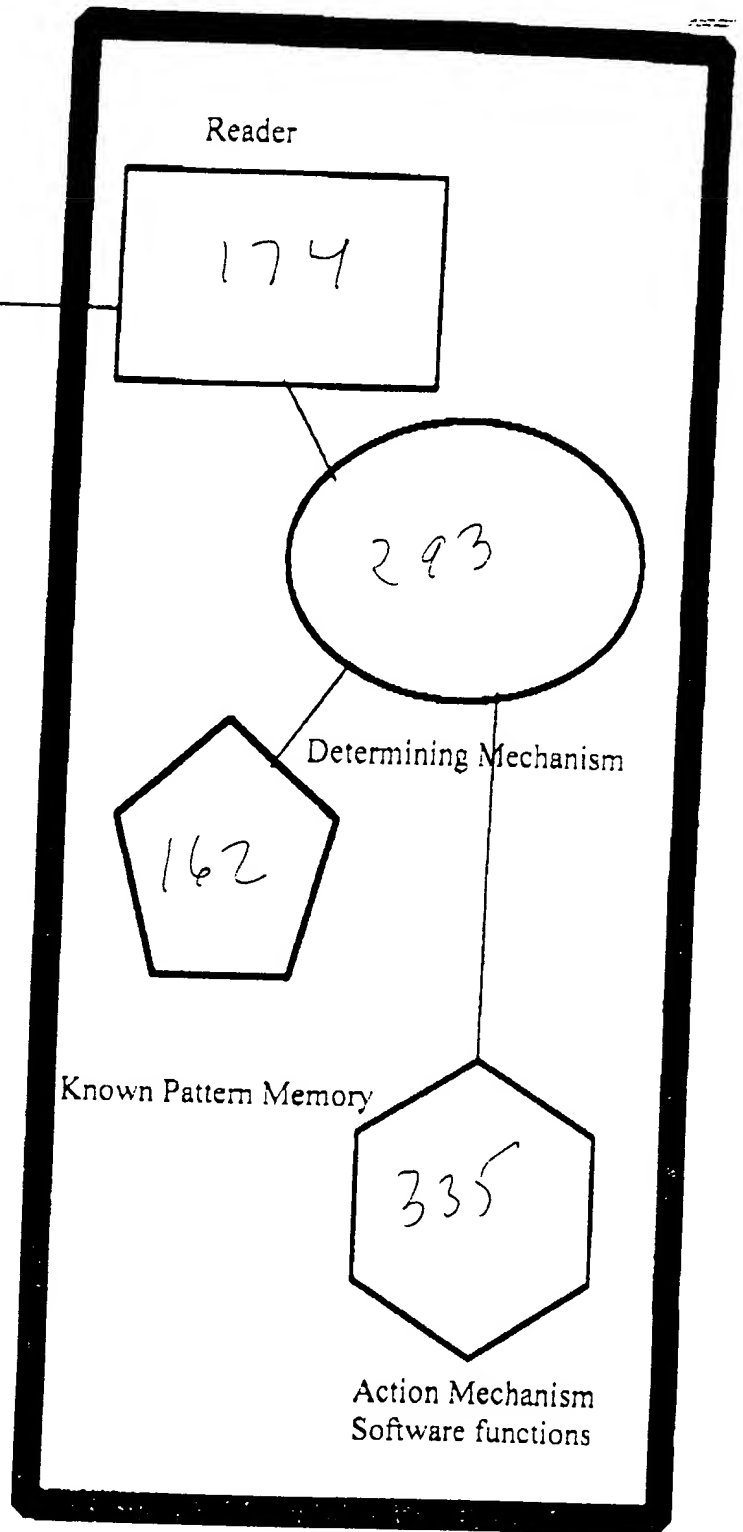 Reader
174
293
Determining Mechanism
162
Known Pattern Memory
335
Action Mechanism
Software functions